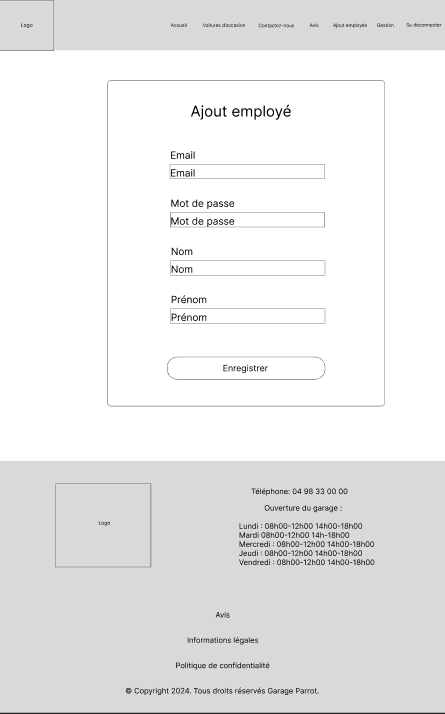 Logo
Accueil
Voitures d'occasion
Contactez-nous
Avis
Ajout employés
Gestion
Se déconnecter
Ajout employé
Email
Email
Mot de passe
Mot de passe
Nom
Nom
Prénom
Prénom
Enregistrer
Logo
Téléphone: 04 98 33 00 00
Ouverture du garage :
Lundi : 08h00-12h00 14h00-18h00
Mardi 08h00-12h00 14h-18h00
Mercredi : 08h00-12h00 14h00-18h00
Jeudi : 08h00-12h00 14h00-18h00
Vendredi : 08h00-12h00 14h00-18h00
Avis
Informations légales
Politique de confidentialité
© Copyright 2024. Tous droits réservés Garage Parrot.